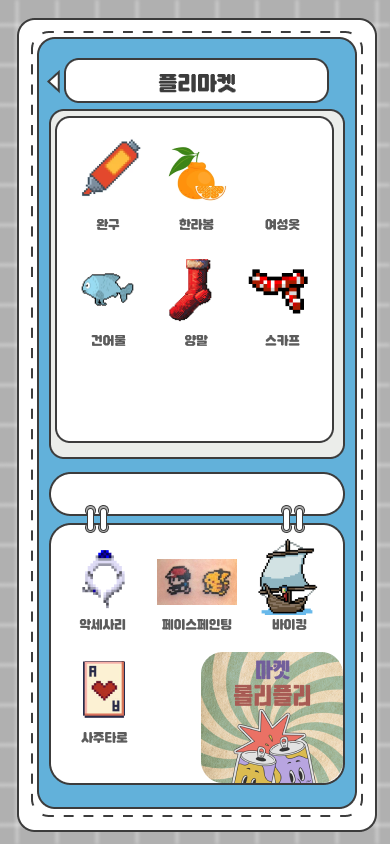 플리마켓
완구
한라봉
여성옷
건어물
양말
스카프
악세사리
페이스페인팅
바이킹
사주타로
마켓
롤리플리